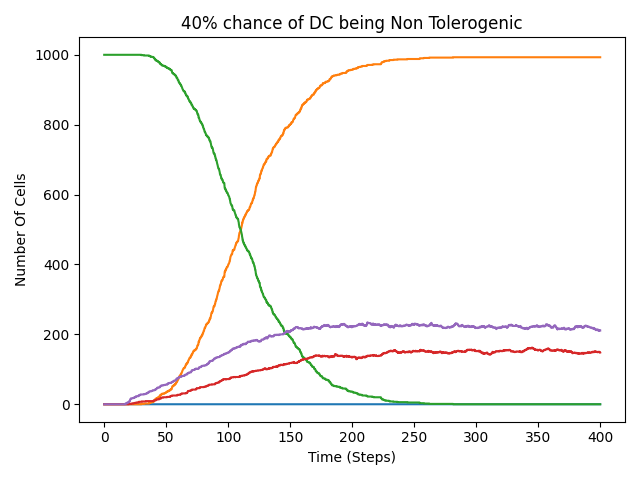 40% chance of DC being Non Tolerogenic
Number Of Cells
1000
800
600
400
200
0
0 50 100 150 200 250 300 350 400
Time (Steps)